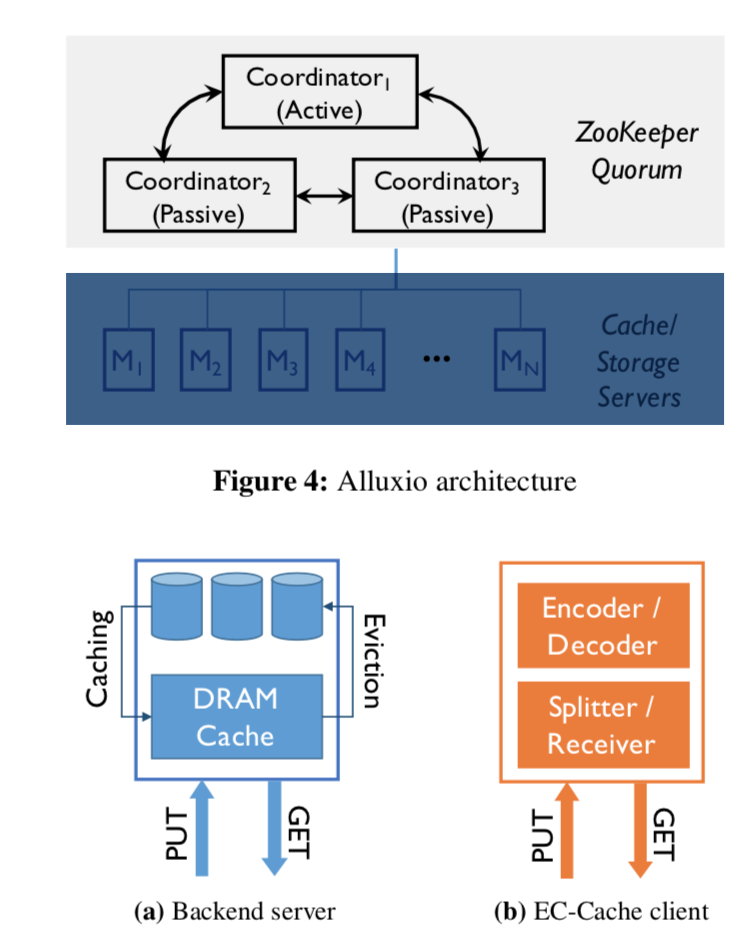 Coordinator₁
(Active)
ZooKeeper
Quorum
Coordinator₂
(Passive)
Coordinator₃
(Passive)
M₁ M₂ M₃ M₄ ••• M_N
Cache/
Storage
Servers
Figure 4: Alluxio architecture
Caching
Eviction
DRAM
Cache
PUT
GET
(a) Backend server
Encoder /
Decoder
Splitter /
Receiver
PUT
GET
(b) EC-Cache client